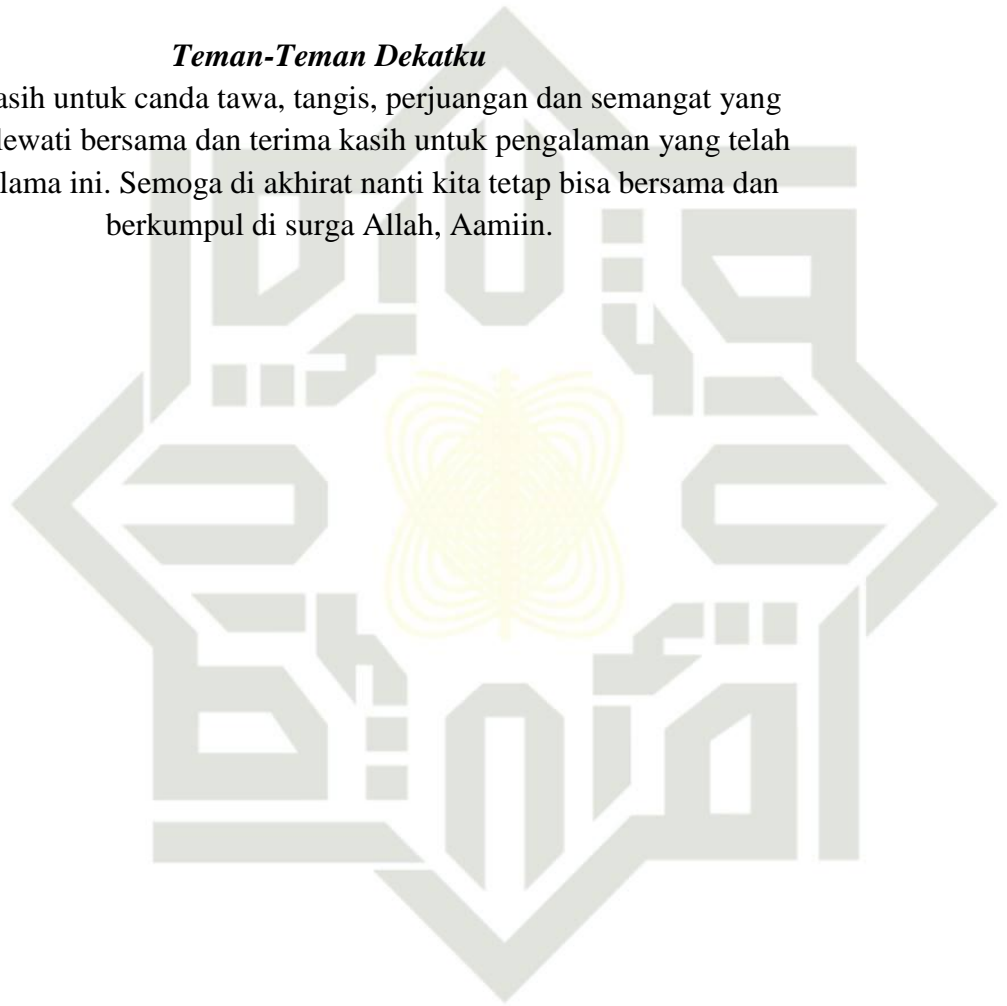 Teman-Teman Dekatku
asih untuk canda tawa, tangis, perjuangan dan semangat yang
lewati bersama dan terima kasih untuk pengalaman yang telah
lama ini. Semoga di akhirat nanti kita tetap bisa bersama dan
berkumpul di surga Allah, Aamiin.